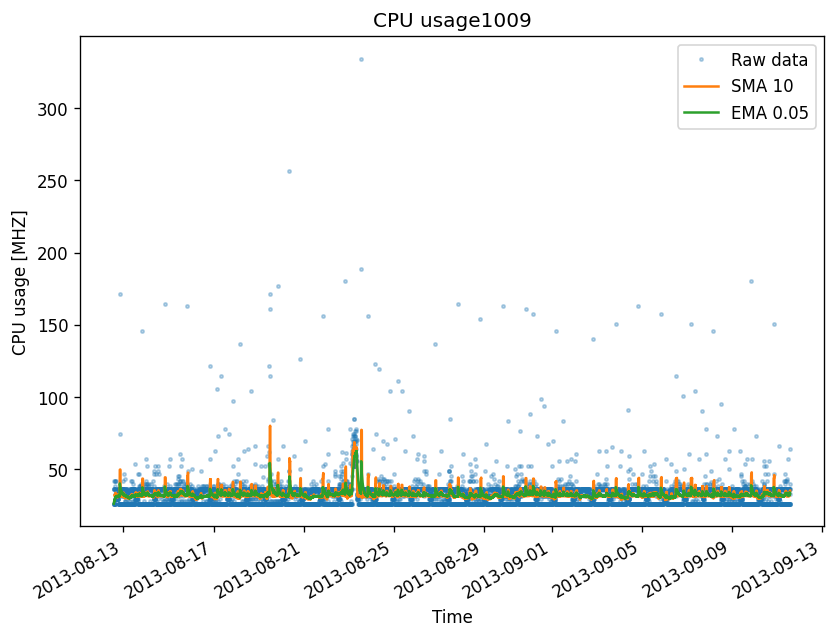 CPU usage1009
Raw data
SMA 10
EMA 0.05
300
250
200
150
100
50
CPU usage [MHZ]
2013-08-13
2013-08-17
2013-08-21
2013-08-25
2013-08-29
2013-09-01
2013-09-05
2013-09-09
2013-09-13
Time